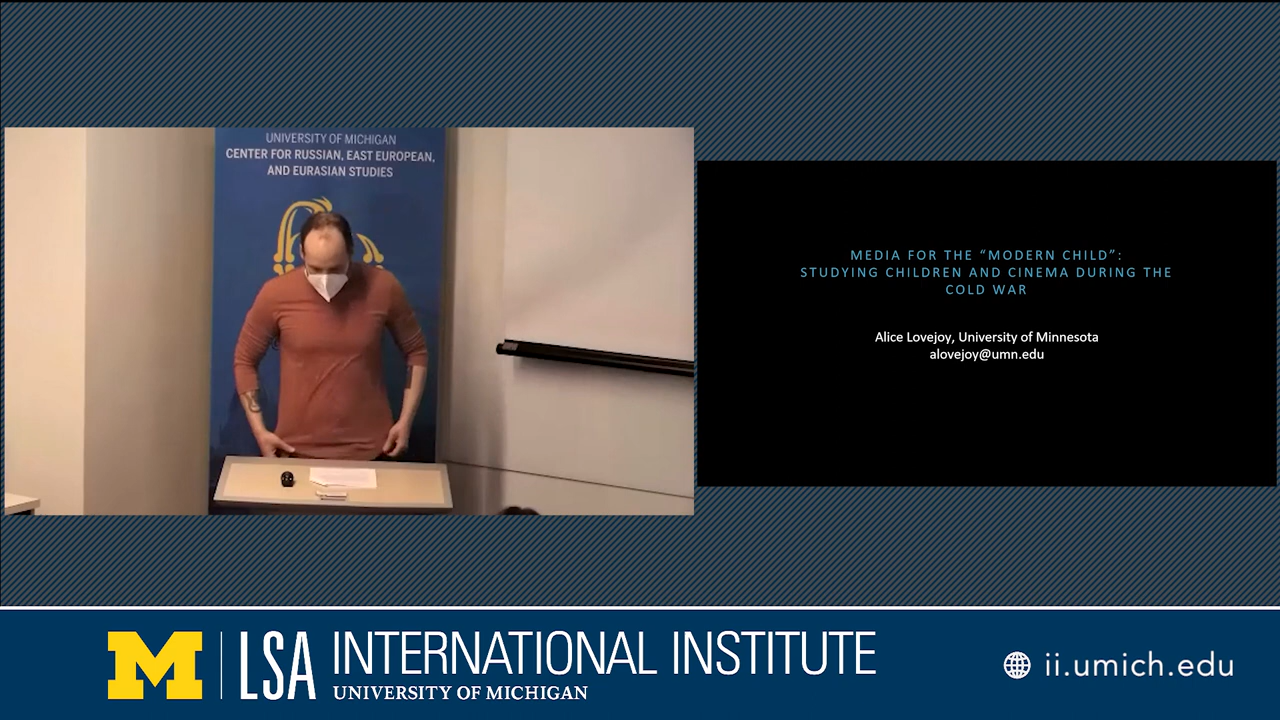 UNIVERSITY OF MICHIGAN
CENTER FOR RUSSIAN, EAST EUROPEAN,
AND EURASIAN STUDIES
MEDIA FOR THE “MODERN CHILD”:
STUDYING CHILDREN AND CINEMA DURING THE
COLD WAR
Alice Lovejoy, University of Minnesota
alovejoy@umn.edu
M LSA INTERNATIONAL INSTITUTE
UNIVERSITY OF MICHIGAN
ii.umich.edu